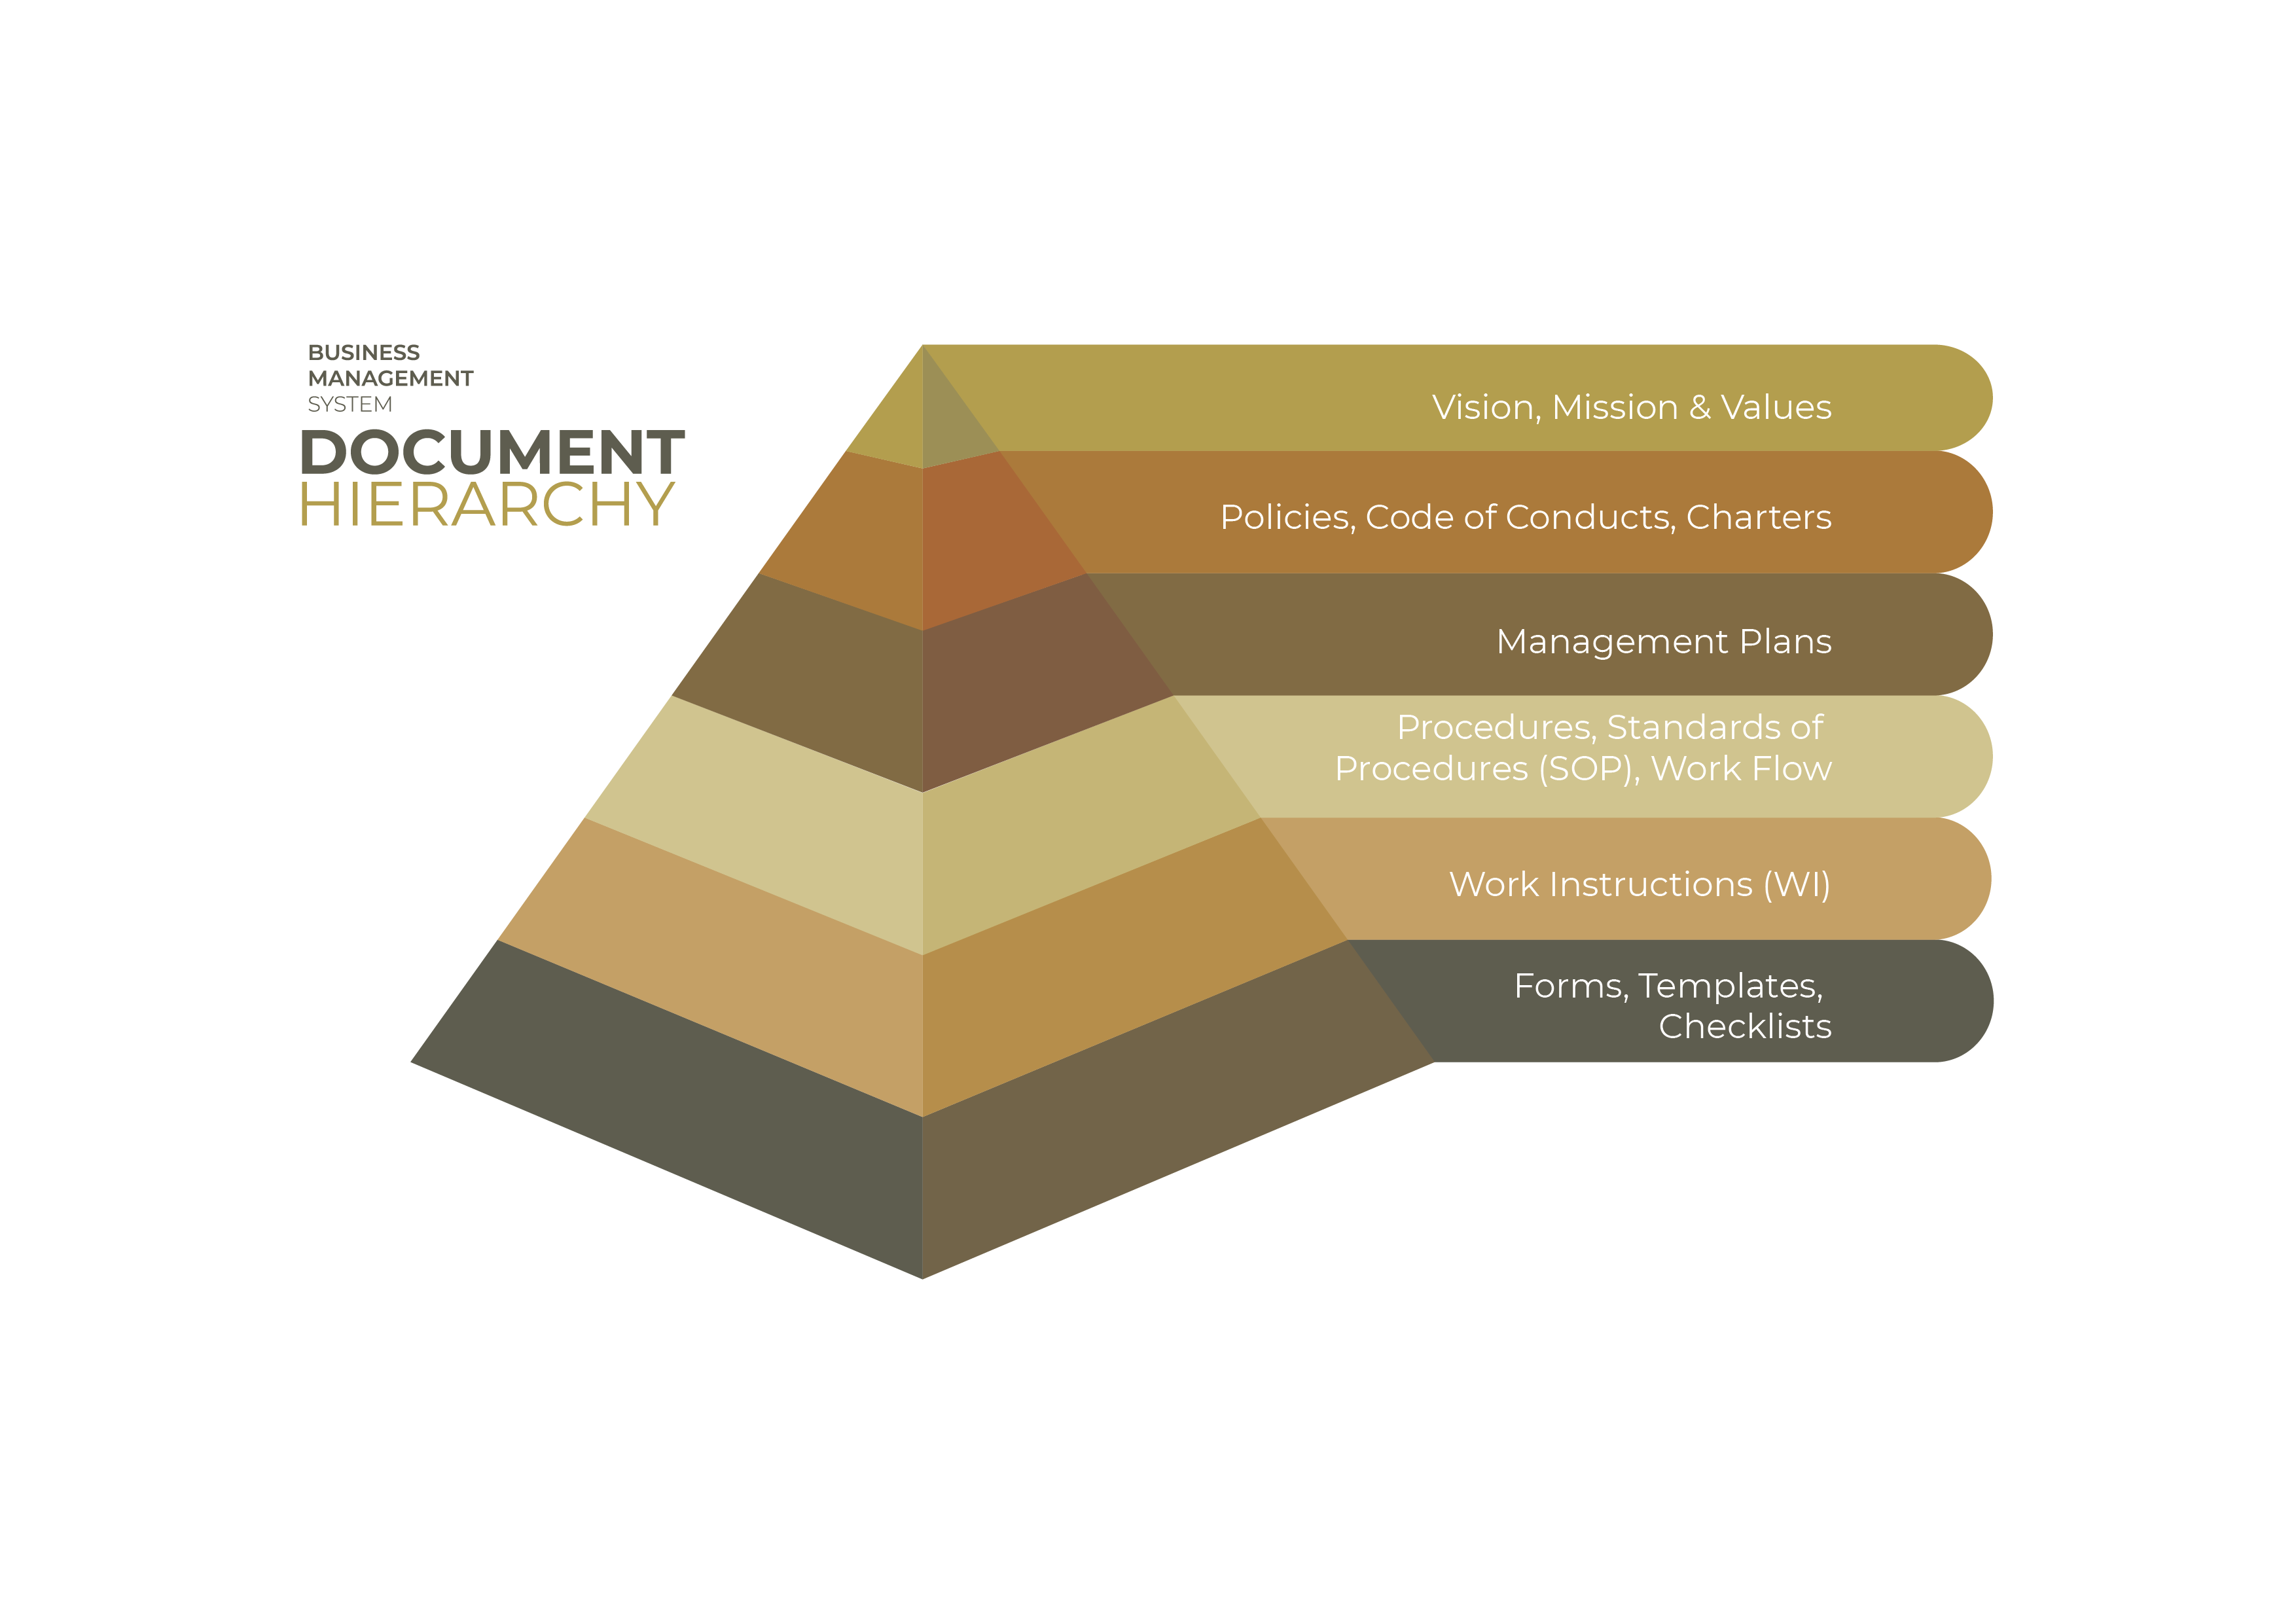 BUSINESS
MANAGEMENT
SYSTEM
DOCUMENT
HIERARCHY
Vision, Mission & Values
Policies, Code of Conducts, Charters
Management Plans
Procedures, Standards of
Procedures (SOP), Work Flow
Work Instructions (WI)
Forms, Templates,
Checklists